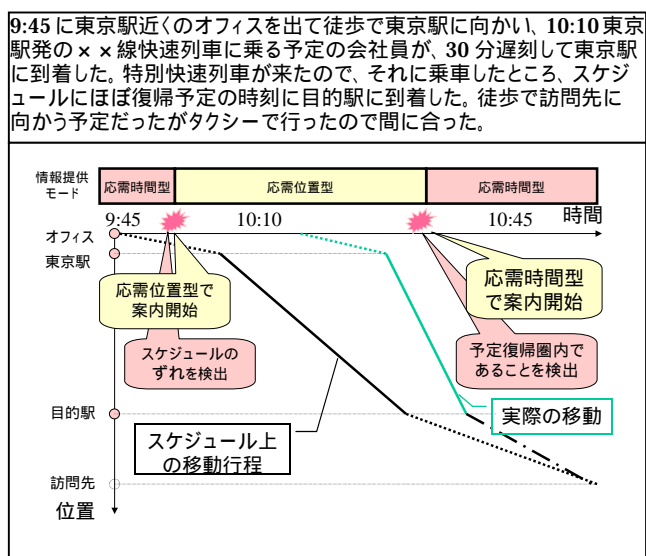 9:45 に東京駅近くのオフィスを出て徒歩で東京駅に向かい、10:10 東京
駅発の××線快速列車に乗る予定の会社員が、30 分遅刻して東京駅
に到着した。特別快速列車が来たので、それに乗車したところ、スケジ
ュールにほぼ復帰予定の時刻に目的駅に到着した。徒歩で訪問先に
向かう予定だったがタクシーで行ったので間に合った。
情報提供
モード
応需時間型
応需位置型
応需時間型
9:45
10:10
10:45
時間
オフィス
東京駅
応需位置型で
案内開始
応需時間型
で案内開始
スケジュールの
ずれを検出
予定復帰圏内で
あることを検出
目的駅
実際の移動
スケジュール上
の移動行程
訪問先
位置